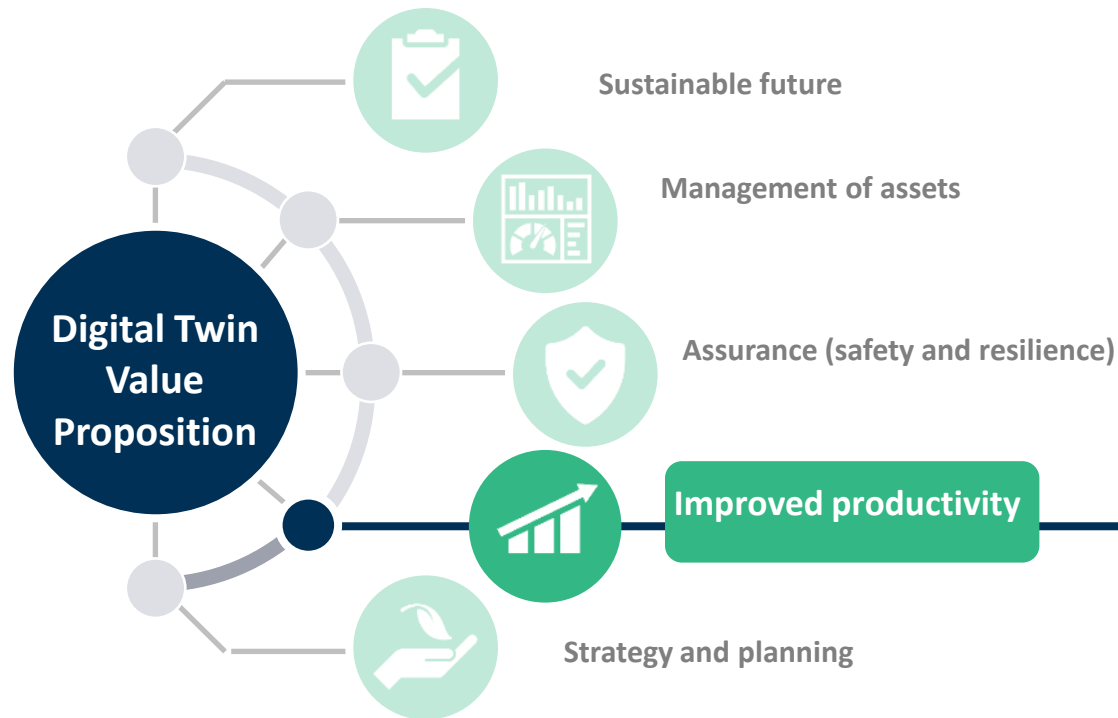 Sustainable future
Management of assets
Digital Twin
Value
Proposition
Assurance (safety and resilience)
Improved productivity
Strategy and planning